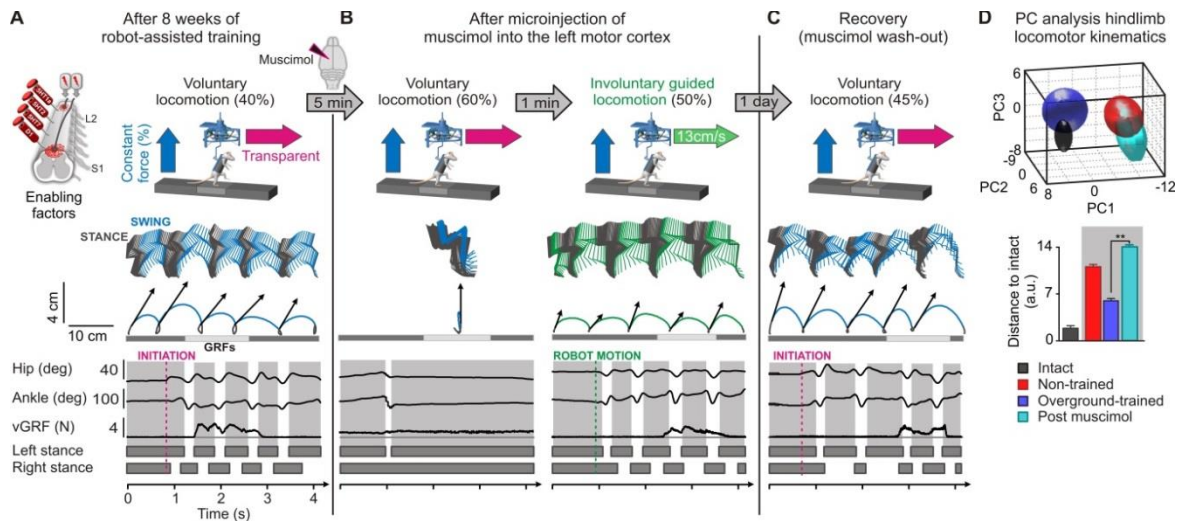 A
After 8 weeks of
robot-assisted training
B
After microinjection of
muscimol into the left motor cortex
C
Recovery
(muscimol wash-out)
D
PC analysis hindlimb
locomotor kinematics
Muscimol
Voluntary
locomotion (40%)
5 min
Voluntary
locomotion (60%)
1 min
Involuntary guided
locomotion (50%)
1 day
Voluntary
locomotion (45%)
L2
S1
Enabling
factors
Constant
force (%)
Transparent
13cm/s
6
0
-8
-9
0
6
8
0
-12
PC3
PC2
PC1
SWING
STANCE
4 cm
10 cm
GRFs
14
7
0
Distance to intact
(a.u.)
**
Intact
Non-trained
Overground-trained
Post muscimol
INITIATION
ROBOT MOTION
INITIATION
Hip (deg) 40
Ankle (deg) 100
vGRF (N) 4
Left stance
Right stance
0 1 2 3 4
Time (s)